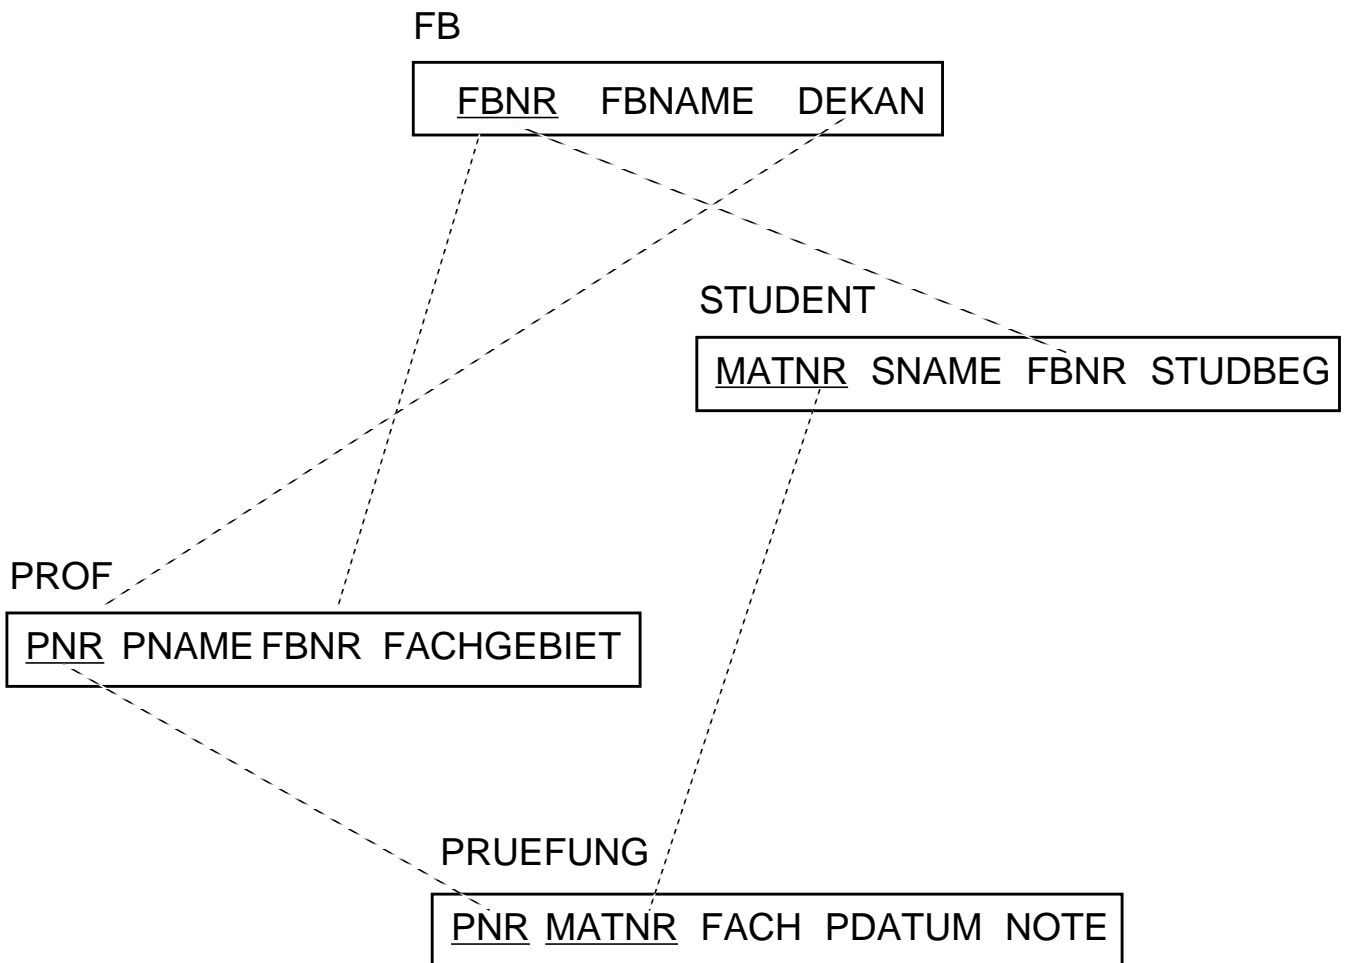 FB
FBNR FBNAME DEKAN
STUDENT
MATNR SNAME FBNR STUDBEG
PROF
PNR PNAME FBNR FACHGEBIET
PRUEFUNG
PNR MATNR FACH PDATUM NOTE